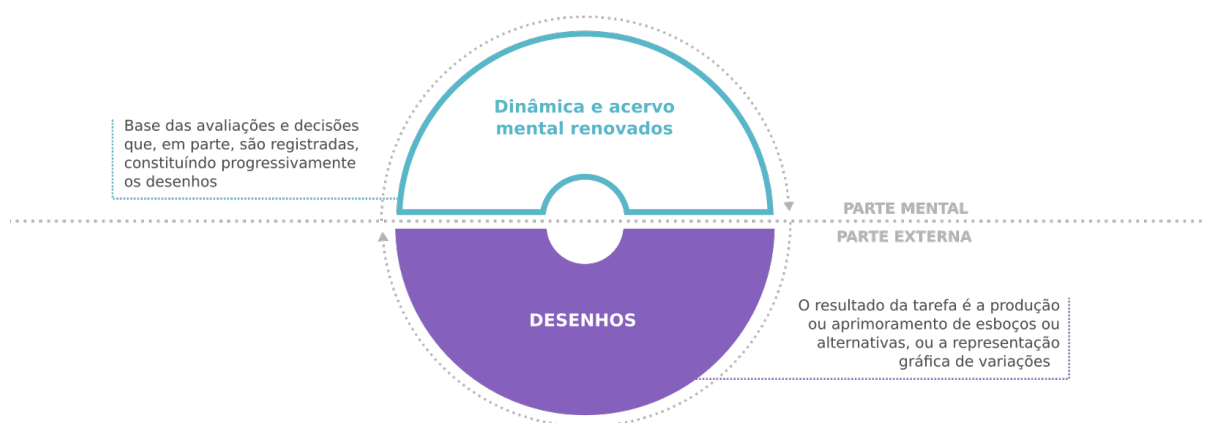 Dinâmica e acervo
mental renovados
Base das avaliações e decisões
que, em parte, são registradas,
constituíndo progressivamente
os desenhos
PARTE MENTAL
PARTE EXTERNA
DESENHOS
O resultado da tarefa é a produção
ou aprimoramento de esboços ou
alternativas, ou a representação
gráfica de variações